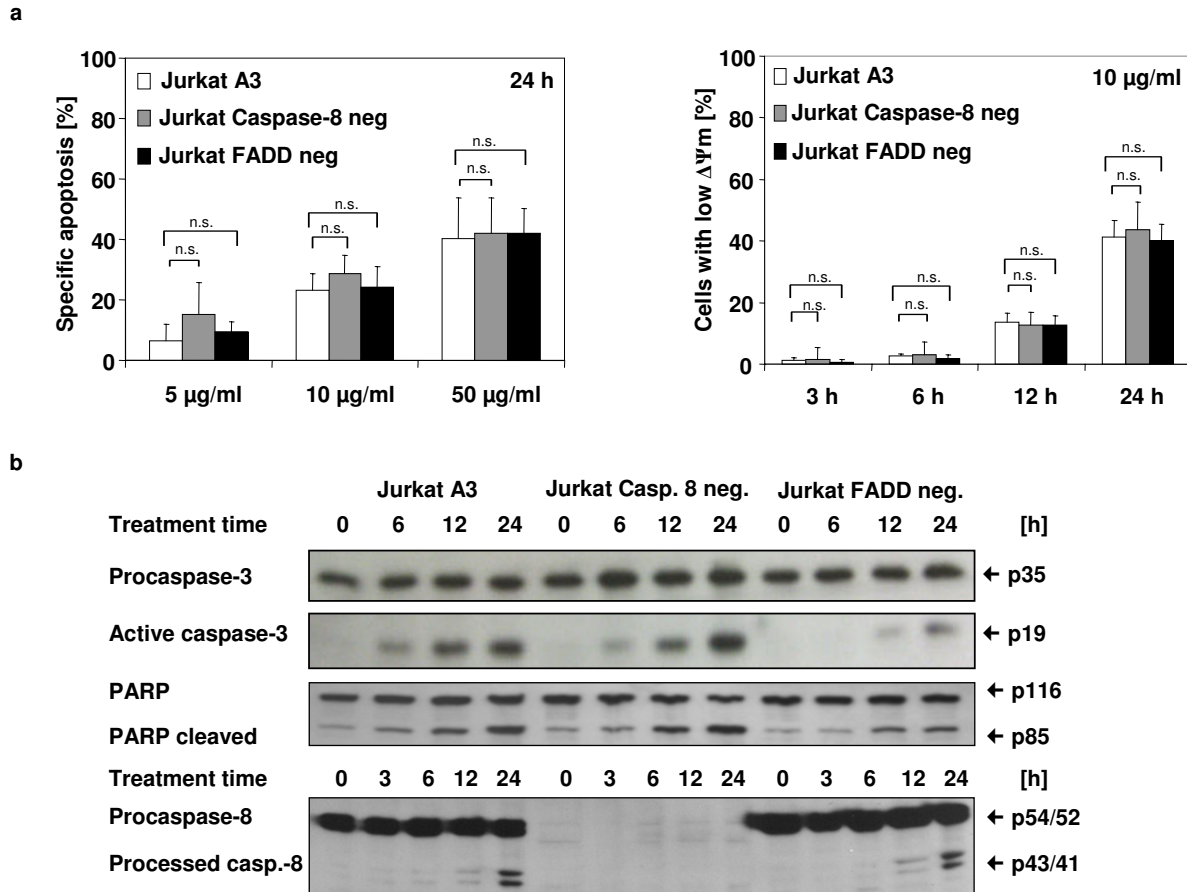 a
100
80
60
40
20
0
Specific apoptosis [%]
Jurkat A3
Jurkat Caspase-8 neg
Jurkat FADD neg
24 h
n.s.
n.s.
n.s.
n.s.
n.s.
n.s.
5 µg/ml 10 µg/ml 50 µg/ml
100
80
60
40
20
0
Cells with low ΔΨm [%]
Jurkat A3
Jurkat Caspase-8 neg
Jurkat FADD neg
10 µg/ml
n.s.
n.s.
n.s.
n.s.
n.s.
n.s.
n.s.
n.s.
3 h 6 h 12 h 24 h
b
Jurkat A3 Jurkat Casp. 8 neg. Jurkat FADD neg.
Treatment time 0 6 12 24 0 6 12 24 0 6 12 24 [h]
Procaspase-3 ← p35
Active caspase-3 ← p19
PARP ← p116
PARP cleaved ← p85
Treatment time 0 3 6 12 24 0 3 6 12 24 0 3 6 12 24 [h]
Procaspase-8 ← p54/52
Processed casp.-8 ← p43/41